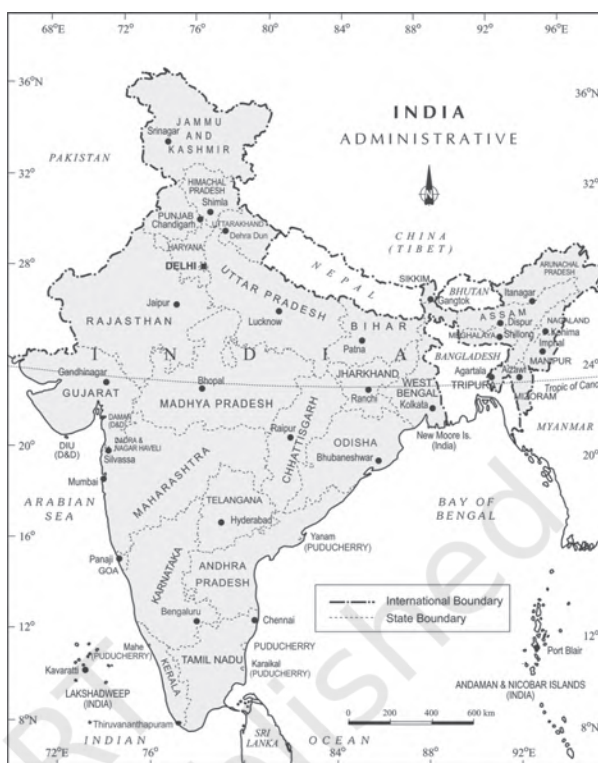 68°E
72°
76°
80°
84°
88°
92°
96°E
36°N
36°N
INDIA
ADMINISTRATIVE
N
JAMMU
AND
KASHMIR
Srinagar
PAKISTAN
32°
32°
HIMACHAL
PRADESH
Shimla
PUNJAB
Chandigarh
UTTARAKHAND
Dehra Dun
CHINA
(TIBET)
HARYANA
28°
28°
DELHI
NEPAL
SIKKIM
Gangtok
BHUTAN
ARUNACHAL
PRADESH
Itanagar
UTTAR PRADESH
Jaipur
RAJASTHAN
Lucknow
BIHAR
Patna
ASSAM
Dispur
NAGALAND
Kohima
MEGHALAYA
Shillong
Imphal
MANIPUR
INDIA
BANGLADESH
Agartala
Aizawl
TRIPURA
MIZORAM
Tropic of Canc
24°
24°
Gandhinagar
GUJARAT
Bhopal
MADHYA PRADESH
JHARKHAND
Ranchi
WEST
BENGAL
Kolkata
MYANMAR
DAMAN
(D&D)
DIU
(D&D)
DADRA &
NAGAR HAVELI
Silvassa
Raipur
CHHATTISGARH
New Moore Is.
(India)
20°
20°
ODISHA
Bhubaneshwar
Mumbai
MAHARASHTRA
ARABIAN
SEA
BAY OF
BENGAL
TELANGANA
Hyderabad
Yanam
(PUDUCHERRY)
16°
16°
Panaji
GOA
KARNATAKA
ANDHRA
PRADESH
International Boundary
State Boundary
Bengaluru
Chennai
12°
12°
PUDUCHERRY
Mahe
(PUDUCHERRY)
TAMIL NADU
Karaikal
(PUDUCHERRY)
Port Blair
Kavaratti
LAKSHADWEEP
(INDIA)
KERALA
ANDAMAN & NICOBAR ISLANDS
(INDIA)
Thiruvananthapuram
0 200 400 600 km
8°N
8°N
SRI
LANKA
INDIAN OCEAN
72°E
76°
80°
84°
88°
92°E
RT
blished